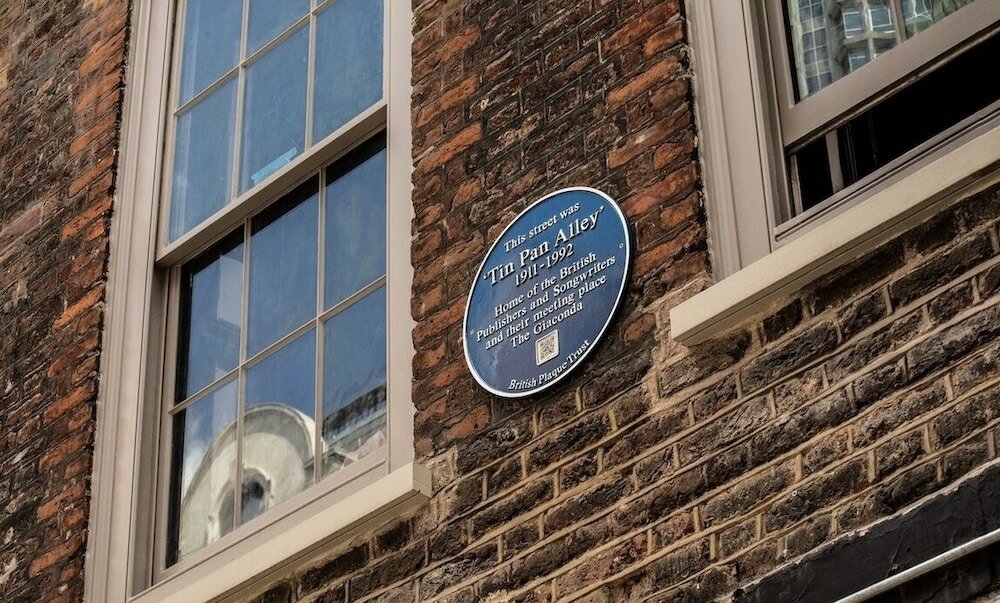 This street was
'Tin Pan Alley'
1911-1992
Home of the British
Publishers and Songwriters
and their meeting place
The Giaconda
British Plaque Trust